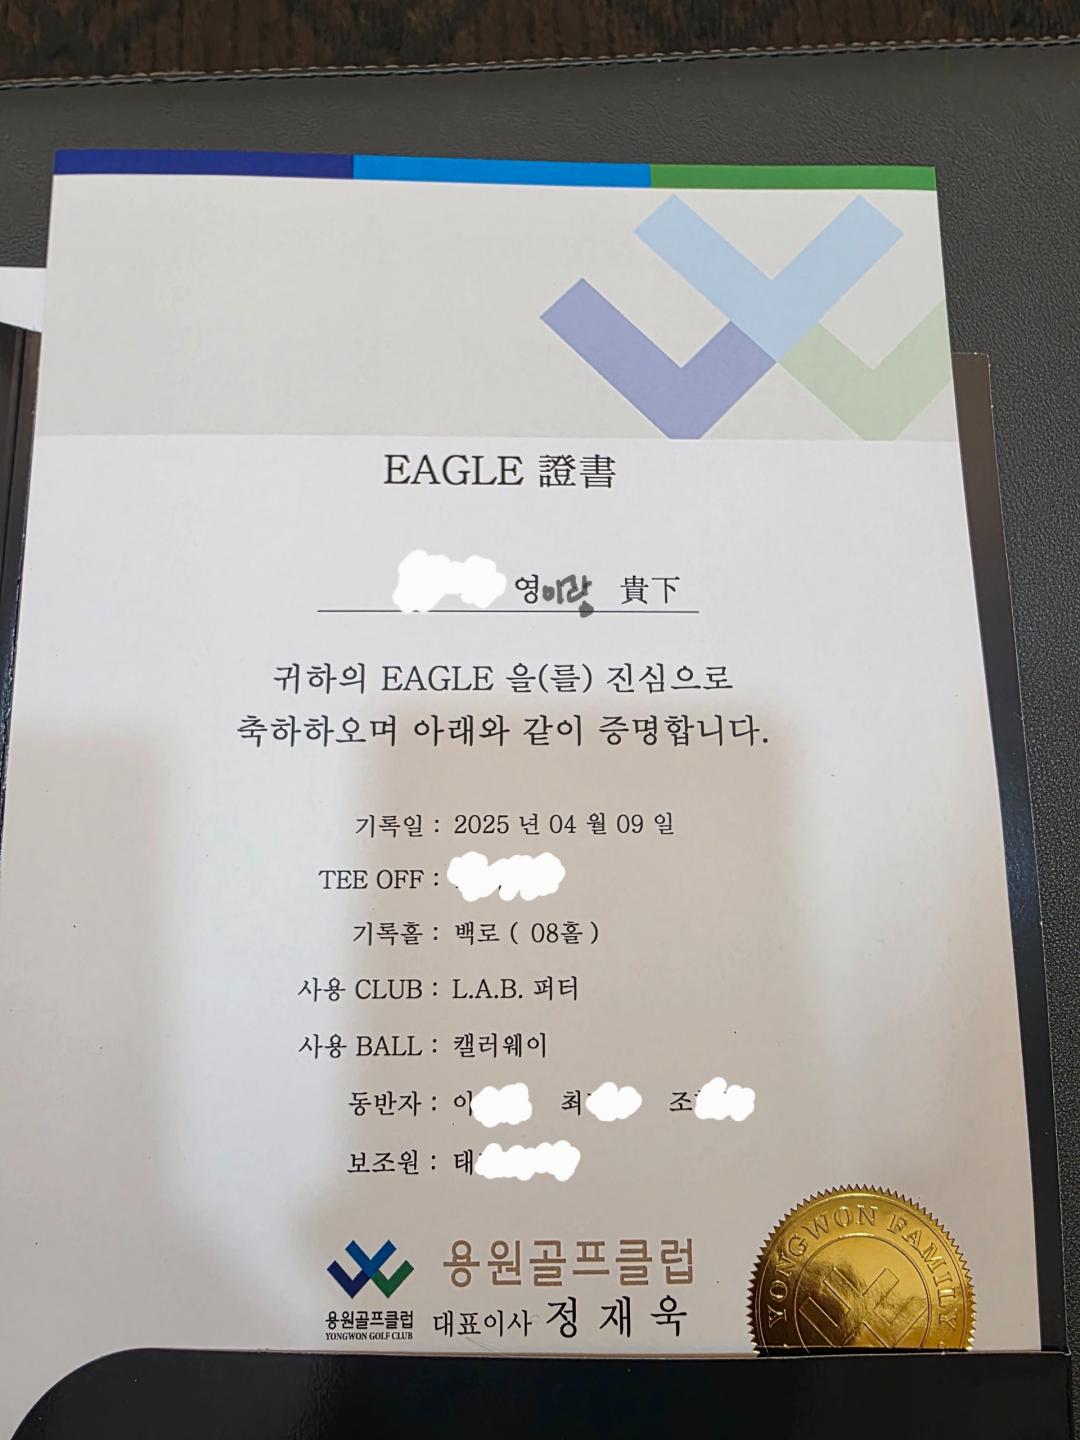 EAGLE 證書
영이랑 貴下
귀하의 EAGLE 을(를) 진심으로
축하하오며 아래와 같이 증명합니다.
기록일 : 2025 년 04 월 09 일
TEE OFF :
기록홀 : 백로 ( 08홀 )
사용 CLUB : L.A.B. 퍼터
사용 BALL : 캘러웨이
동반자 : 이 최 조
보조원 : 태
용원골프클럽
용원골프클럽
YONGWON GOLF CLUB
대표이사 정 재 욱
YONGWON FAMILY